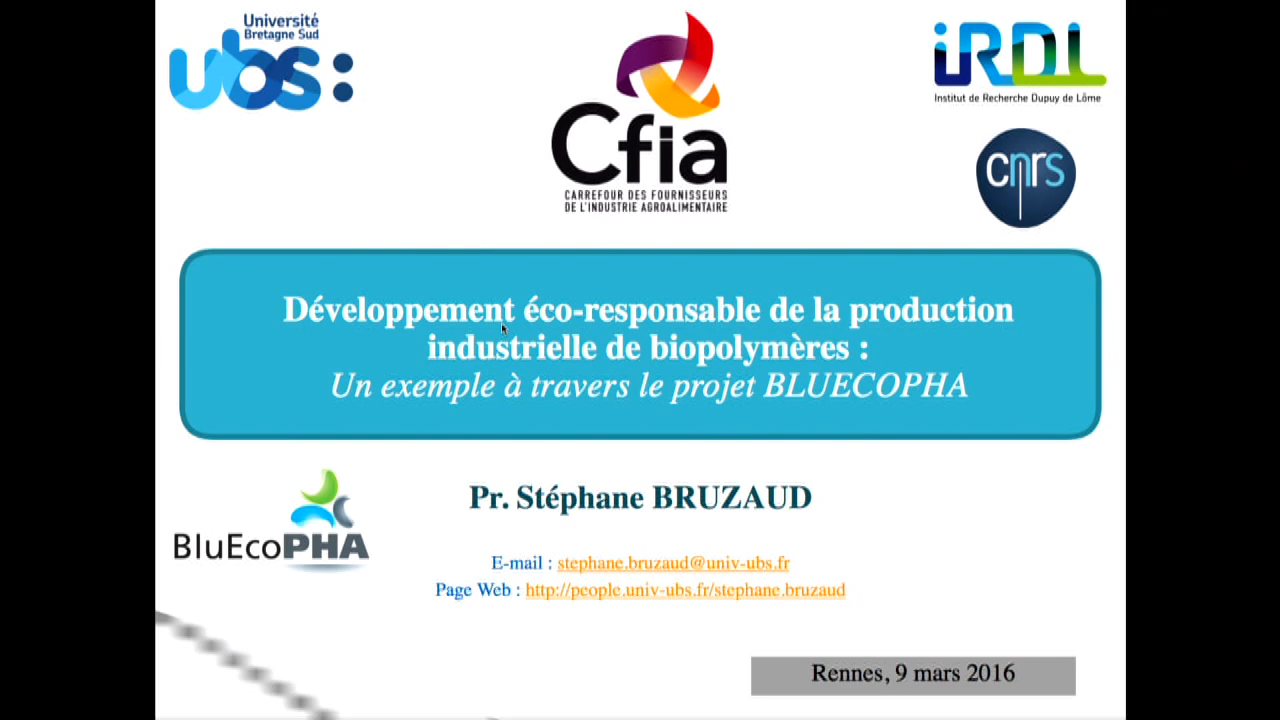 Université
Bretagne Sud
ubs:
Cfia
CARREFOUR DES FOURNISSEURS
DE L'INDUSTRIE AGROALIMENTAIRE
iRDL
Institut de Recherche Dupuy de Lôme
cnrs
Développement éco-responsable de la production
industrielle de biopolymères :
Un exemple à travers le projet BLUECOPHA
BluEcoPHA
Pr. Stéphane BRUZAUD
E-mail : stephane.bruzaud@univ-ubs.fr
Page Web : http://people.univ-ubs.fr/stephane.bruzaud
Rennes, 9 mars 2016